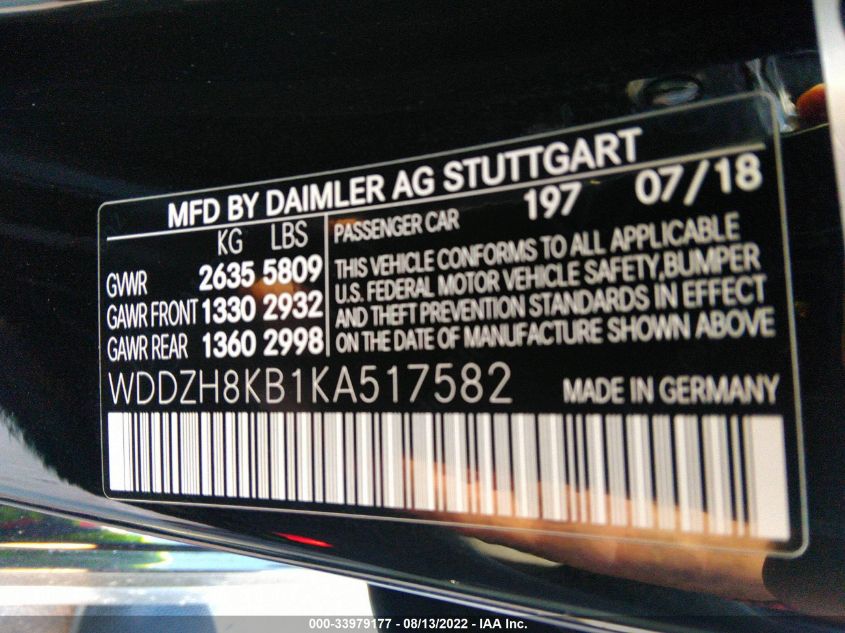 MFD BY DAIMLER AG STUTTGART
KG LBS
GVWR 2635 5809
GAWR FRONT 1330 2932
GAWR REAR 1360 2998
PASSENGER CAR 197 07/18
THIS VEHICLE CONFORMS TO ALL APPLICABLE
U.S. FEDERAL MOTOR VEHICLE SAFETY,BUMPER
AND THEFT PREVENTION STANDARDS IN EFFECT
ON THE DATE OF MANUFACTURE SHOWN ABOVE
WDDZH8KB1KA517582 MADE IN GERMANY
000-33979177 - 08/13/2022 - IAA Inc.